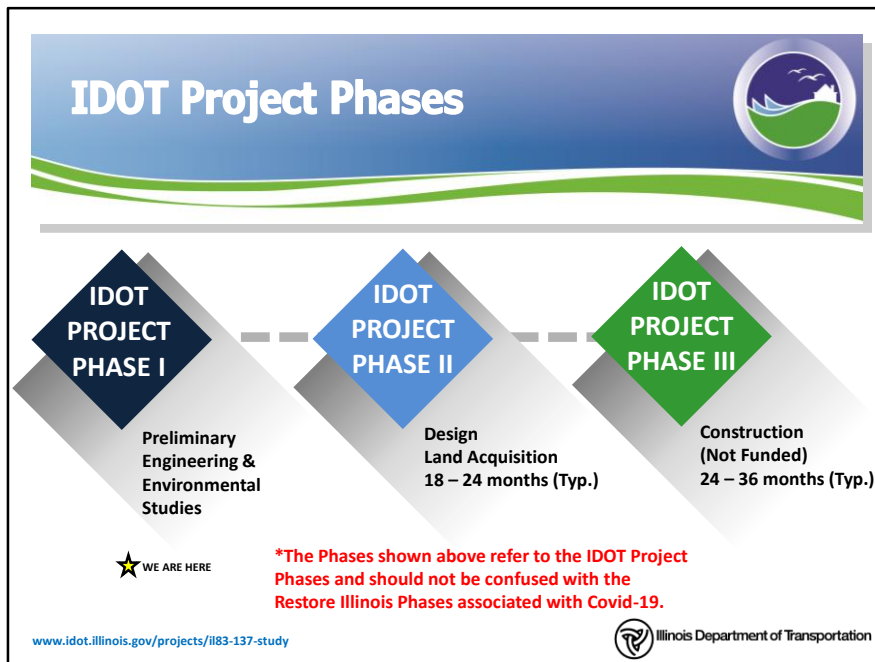 IDOT Project Phases
IDOT
PROJECT
PHASE I
IDOT
PROJECT
PHASE II
IDOT
PROJECT
PHASE III
Preliminary
Engineering &
Environmental
Studies
Design
Land Acquisition
18 – 24 months (Typ.)
Construction
(Not Funded)
24 – 36 months (Typ.)
WE ARE HERE
*The Phases shown above refer to the IDOT Project
Phases and should not be confused with the
Restore Illinois Phases associated with Covid-19.
www.idot.illinois.gov/projects/il83-137-study
Illinois Department of Transportation